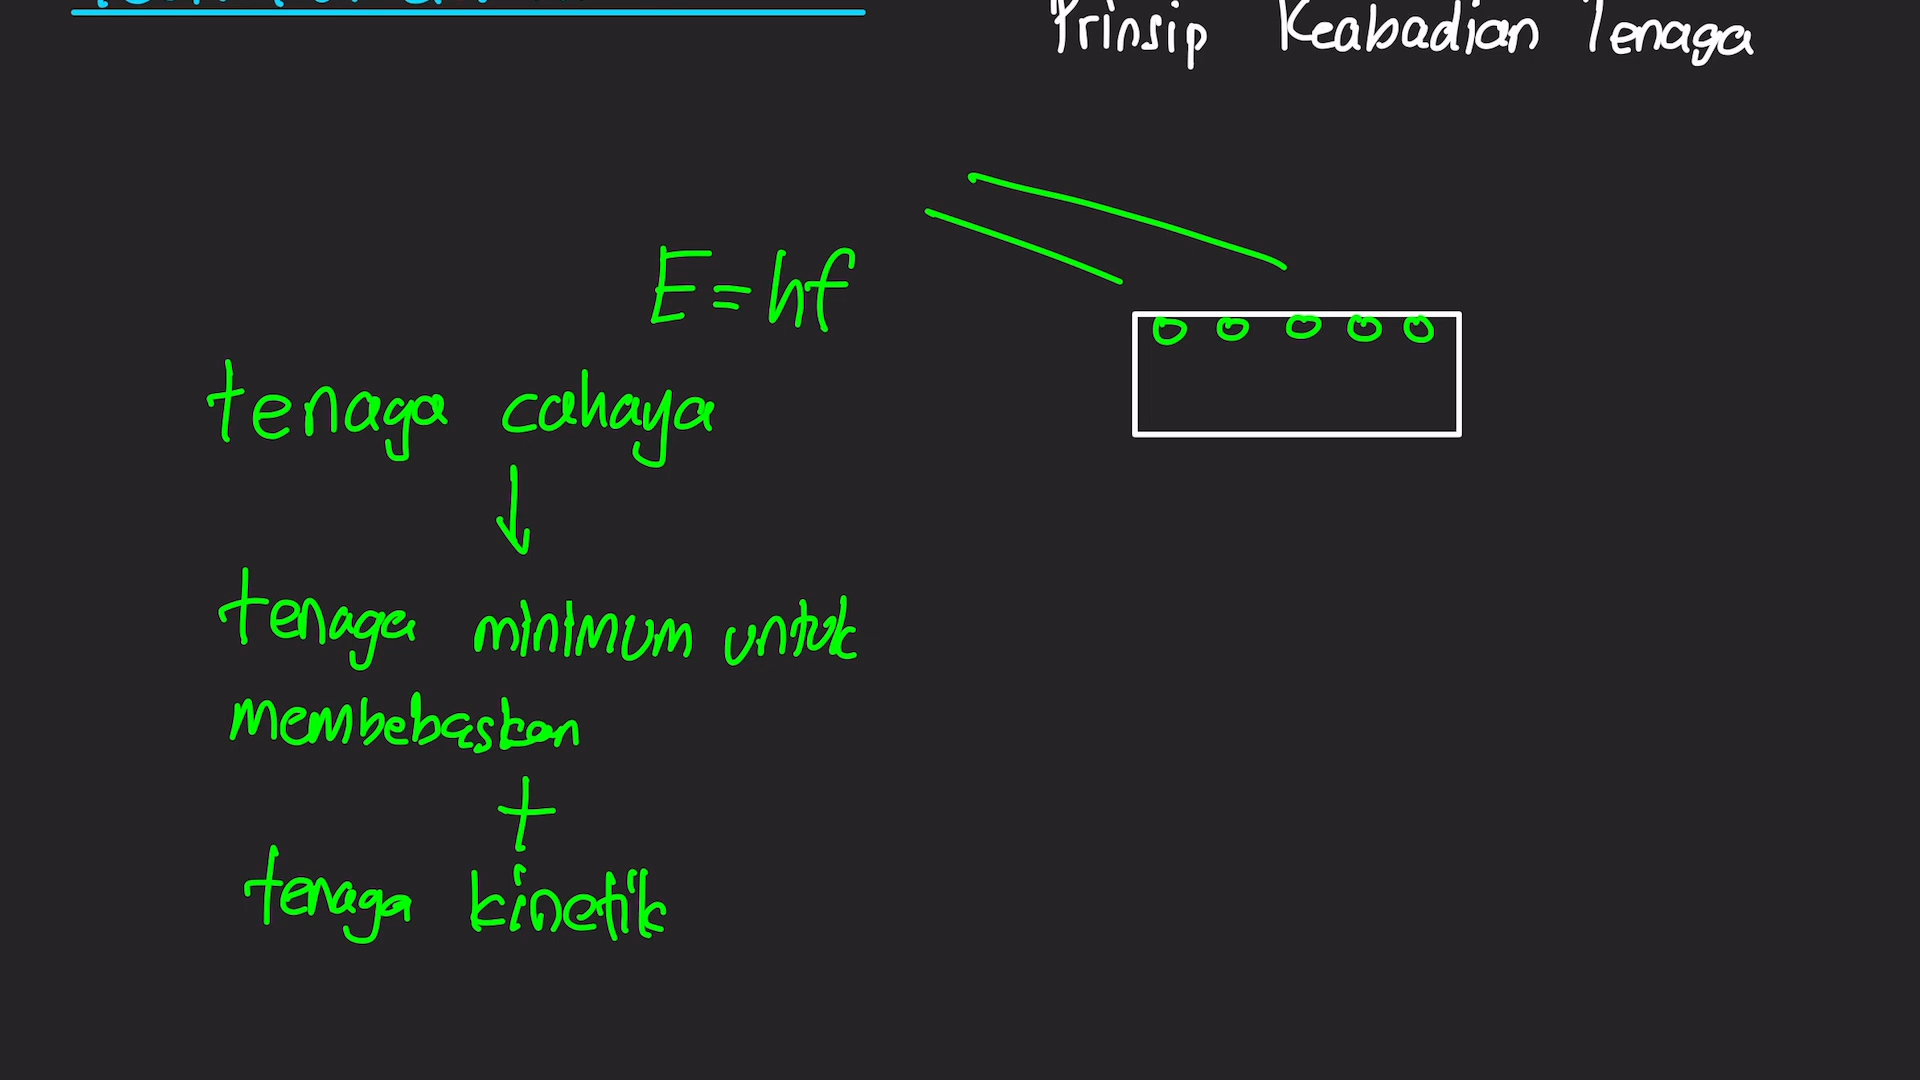 Prinsip Keabadian Tenaga
E = hf
tenaga cahaya
↓
tenaga minimum untuk
membebaskan
+
tenaga kinetik